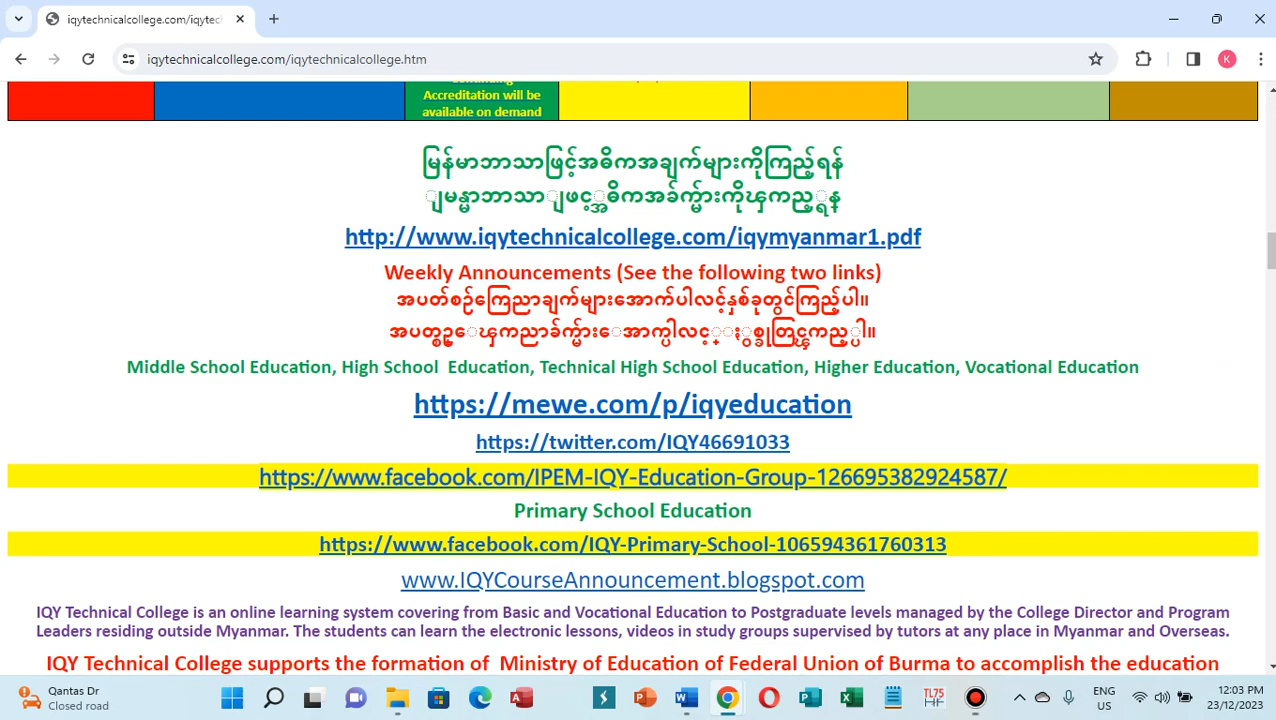 iqytechnicalcollege.com/iqytech
iqytechnicalcollege.com/iqytechnicalcollege.htm
K
Accreditation will be
available on demand
မြန်မာဘာသာဖြင့်အဓိကအချက်များကိုကြည့်ရန်
http://www.iqytechnicalcollege.com/iqymyanmar1.pdf
Weekly Announcements (See the following two links)
အပတ်စဉ်ကြေညာချက်များအောက်ပါလင့်နှစ်ခုတွင်ကြည့်ပါ။
Middle School Education, High School Education, Technical High School Education, Higher Education, Vocational Education
https://mewe.com/p/iqyeducation
https://twitter.com/IQY46691033
https://www.facebook.com/IPEM-IQY-Education-Group-126695382924587/
Primary School Education
https://www.facebook.com/IQY-Primary-School-106594361760313
www.IQYCourseAnnouncement.blogspot.com
IQY Technical College is an online learning system covering from Basic and Vocational Education to Postgraduate levels managed by the College Director and Program
Leaders residing outside Myanmar. The students can learn the electronic lessons, videos in study groups supervised by tutors at any place in Myanmar and Overseas.
IQY Technical College supports the formation of Ministry of Education of Federal Union of Burma to accomplish the education
Qantas Dr
Closed road
TL75
ENG
US
12:03 PM
23/12/2023